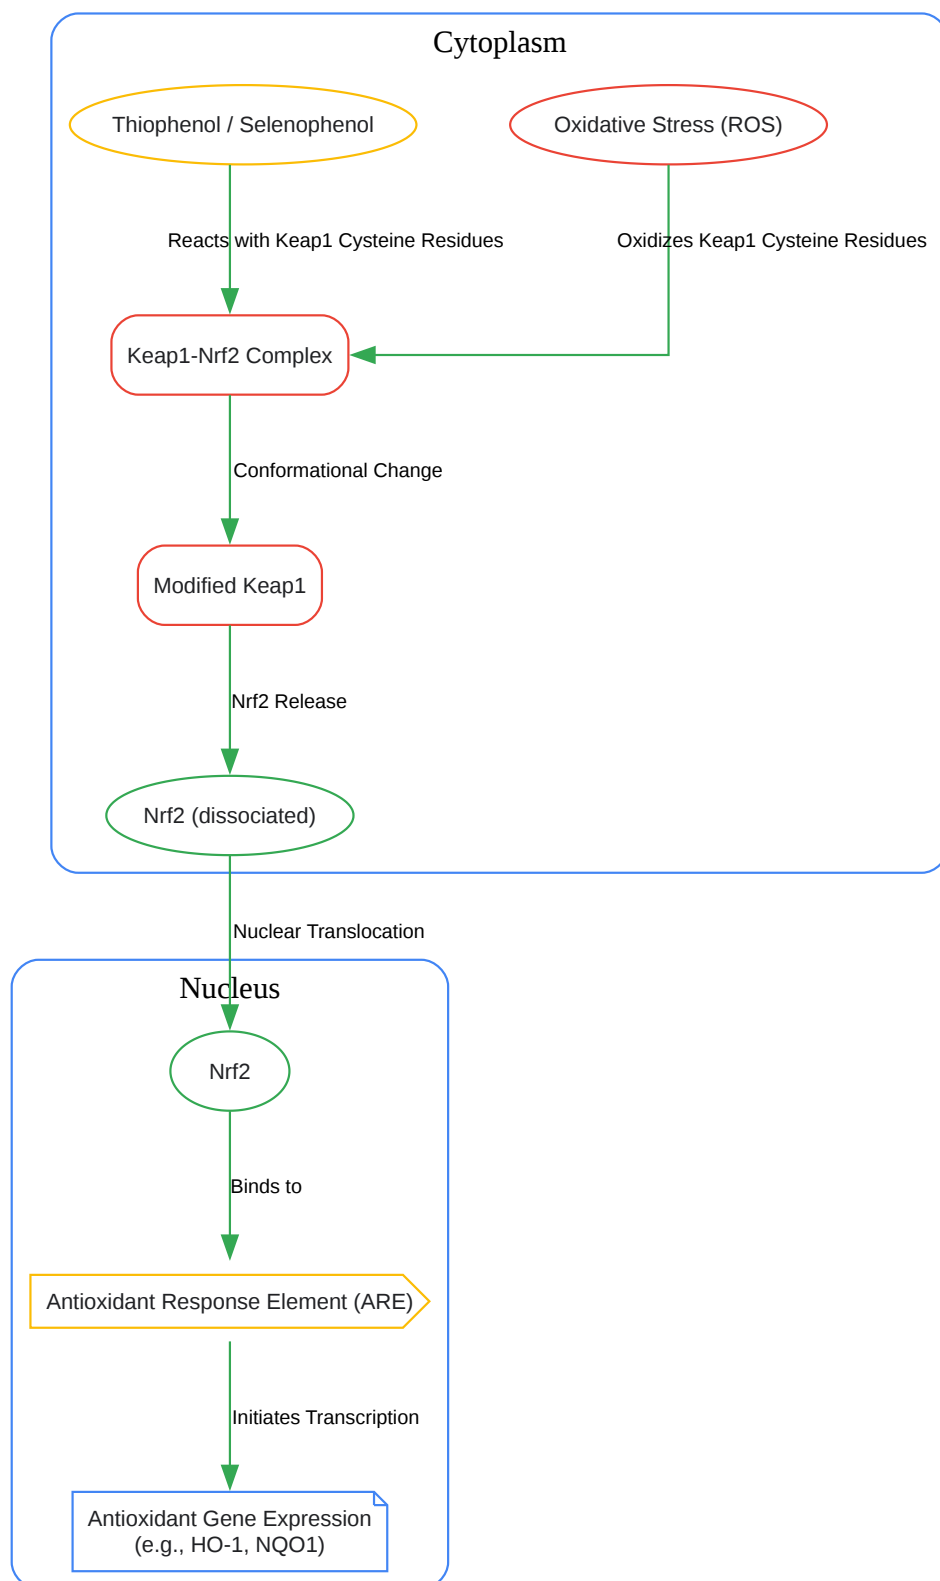 Cytoplasm
Thiophenol / Selenophenol
Oxidative Stress (ROS)
Reacts with Keap1 Cysteine Residues
Oxidizes Keap1 Cysteine Residues
Keap1-Nrf2 Complex
Conformational Change
Modified Keap1
Nrf2 Release
Nrf2 (dissociated)
Nuclear Translocation
Nucleus
Nrf2
Binds to
Antioxidant Response Element (ARE)
Initiates Transcription
Antioxidant Gene Expression
(e.g., HO-1, NQO1)